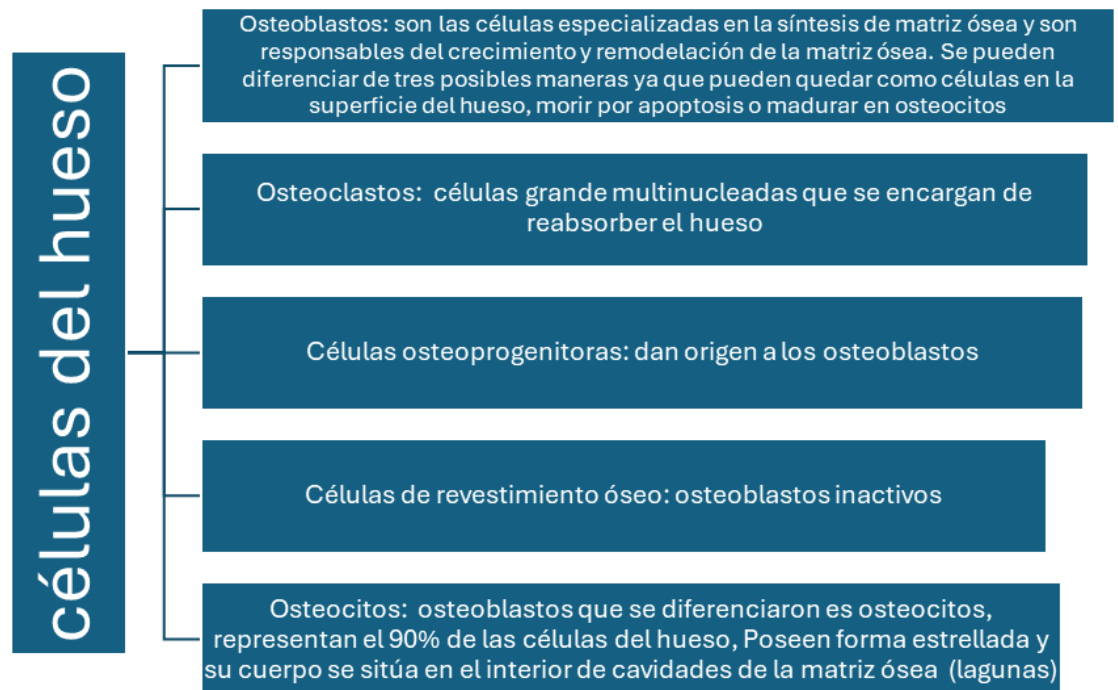 células del hueso
Osteoblastos: son las células especializadas en la síntesis de matriz ósea y son
responsables del crecimiento y remodelación de la matriz ósea. Se pueden
diferenciar de tres posibles maneras ya que pueden quedar como células en la
superficie del hueso, morir por apoptosis o madurar en osteocitos
Osteoclastos: células grande multinucleadas que se encargan de
reabsorber el hueso
Células osteoprogenitoras: dan origen a los osteoblastos
Células de revestimiento óseo: osteoblastos inactivos
Osteocitos: osteoblastos que se diferenciaron es osteocitos,
representan el 90% de las células del hueso, Poseen forma estrellada y
su cuerpo se sitúa en el interior de cavidades de la matriz ósea (lagunas)